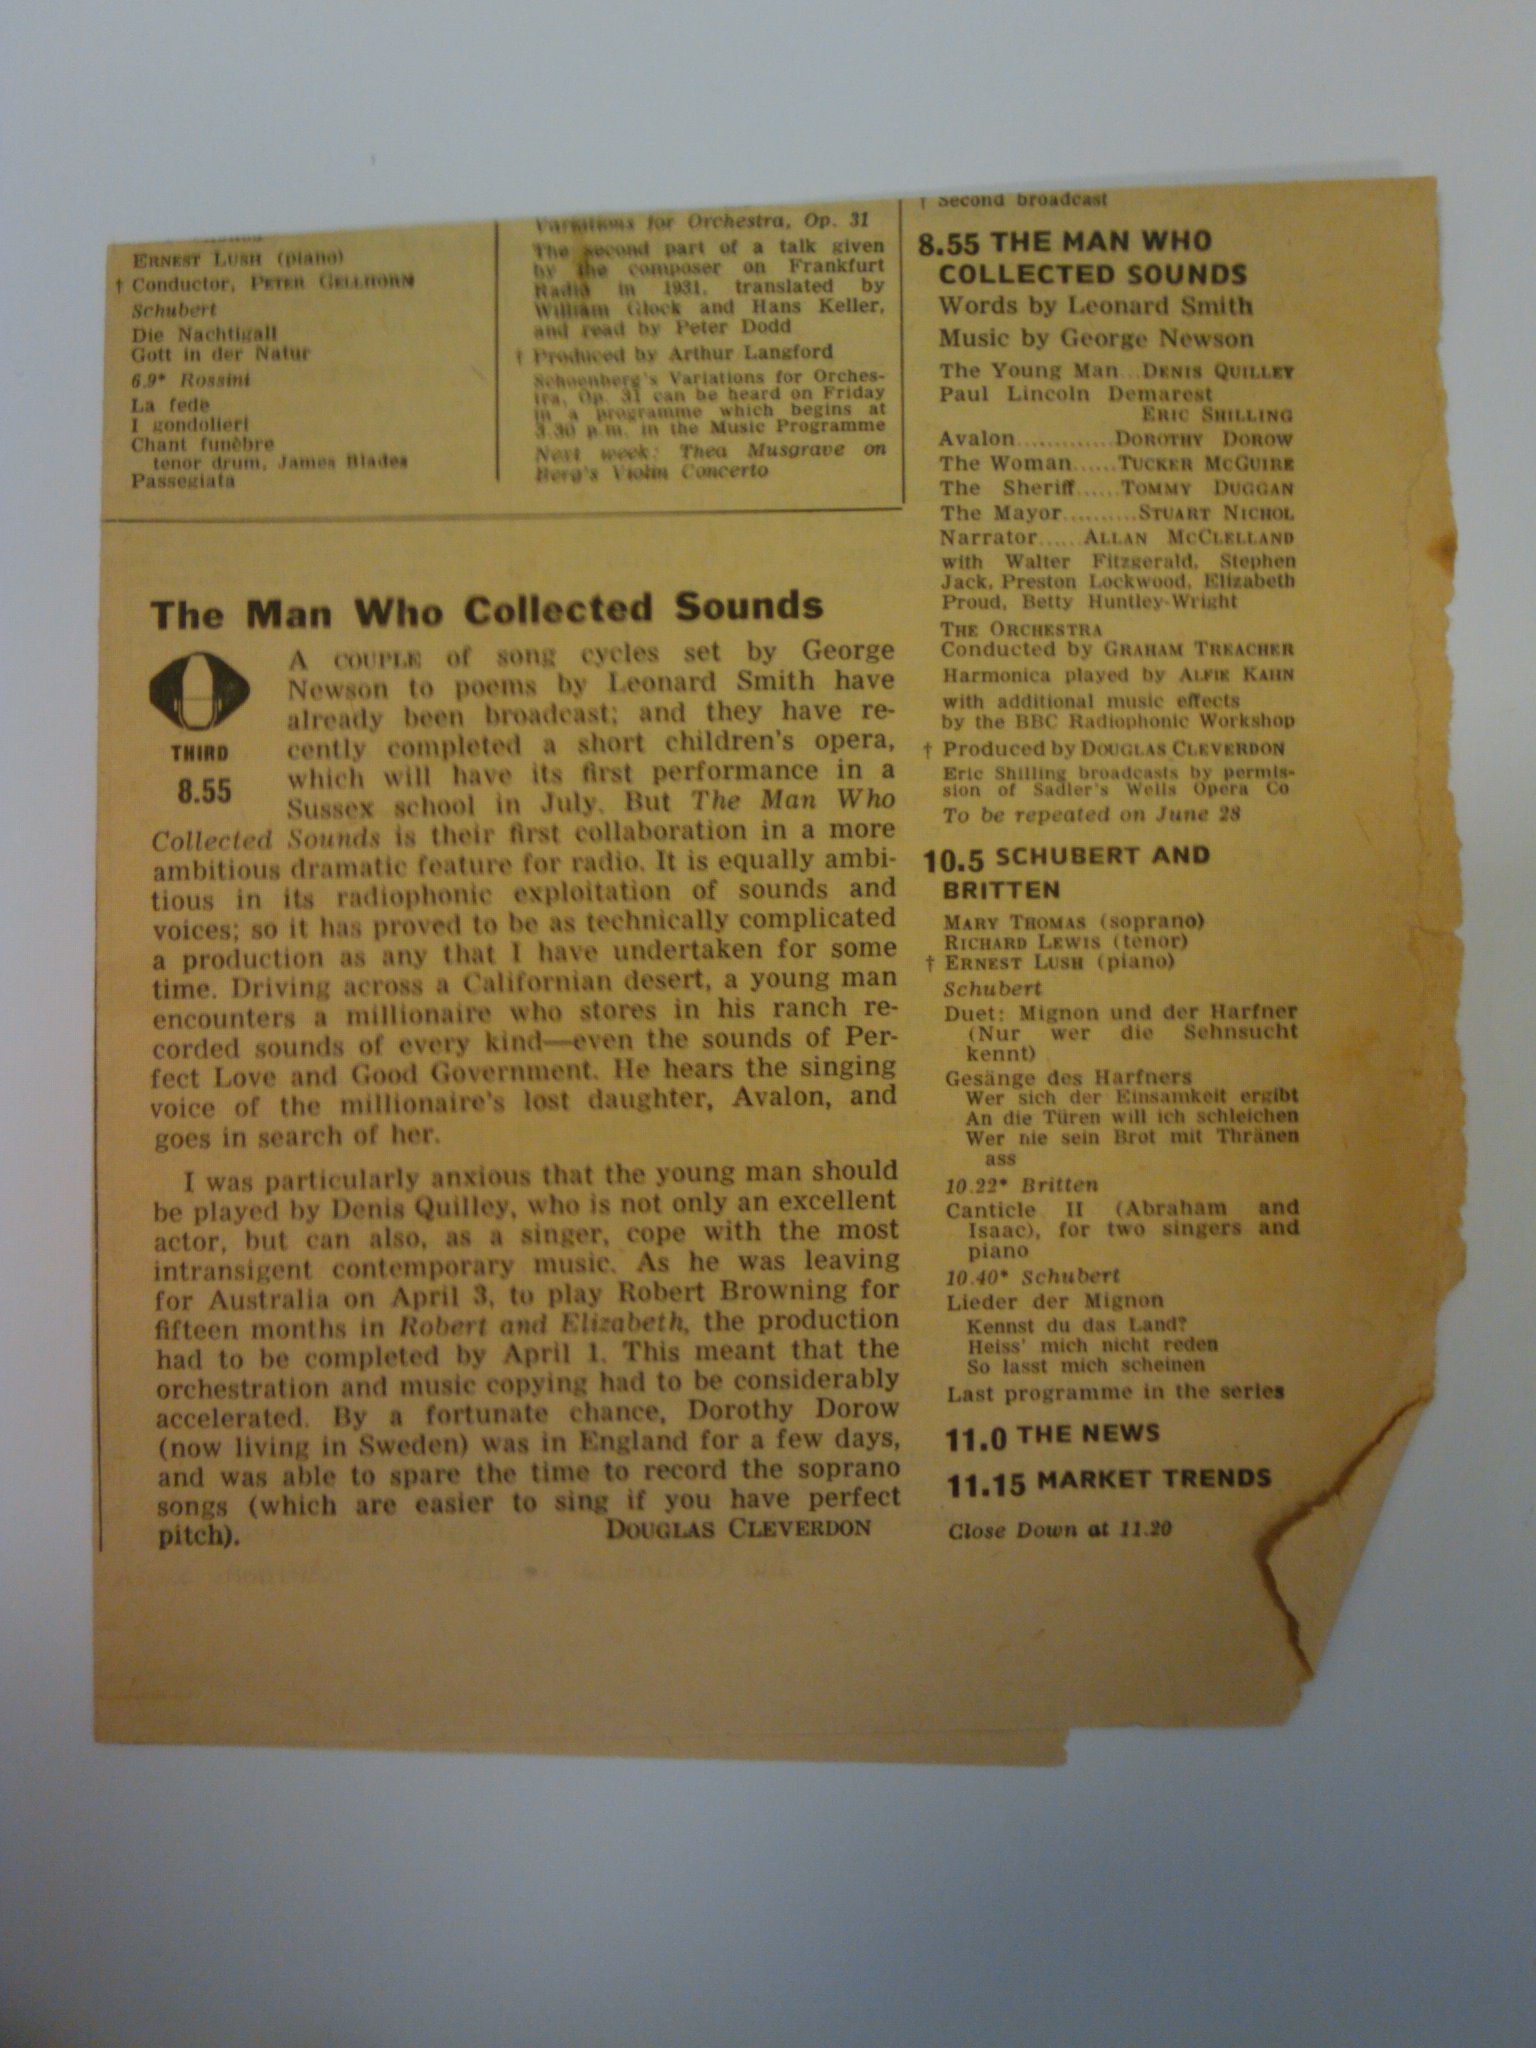 ERNEST LUSH (piano)
† Conductor, PETER GELLHORN
Schubert
Die Nachtigall
Gott in der Natur
6.9* Rossini
La fede
I gondolieri
Chant funèbre
tenor drum, James Blades
Passegiata
Variations for Orchestra, Op. 31
The second part of a talk given
by the composer on Frankfurt
Radio in 1931, translated by
William Glock and Hans Keller,
and read by Peter Dodd
† Produced by Arthur Langford
Schoenberg's Variations for Orches-
tra, Op. 31 can be heard on Friday
in a programme which begins at
3.30 p.m. in the Music Programme
Next week: Thea Musgrave on
Berg's Violin Concerto
The Man Who Collected Sounds
THIRD
8.55
A COUPLE of song cycles set by George
Newson to poems by Leonard Smith have
already been broadcast; and they have re-
cently completed a short children's opera,
which will have its first performance in a
Sussex school in July. But The Man Who
Collected Sounds is their first collaboration in a more
ambitious dramatic feature for radio. It is equally ambi-
tious in its radiophonic exploitation of sounds and
voices; so it has proved to be as technically complicated
a production as any that I have undertaken for some
time. Driving across a Californian desert, a young man
encounters a millionaire who stores in his ranch re-
corded sounds of every kind—even the sounds of Per-
fect Love and Good Government. He hears the singing
voice of the millionaire's lost daughter, Avalon, and
goes in search of her.
I was particularly anxious that the young man should
be played by Denis Quilley, who is not only an excellent
actor, but can also, as a singer, cope with the most
intransigent contemporary music. As he was leaving
for Australia on April 3, to play Robert Browning for
fifteen months in Robert and Elizabeth, the production
had to be completed by April 1. This meant that the
orchestration and music copying had to be considerably
accelerated. By a fortunate chance, Dorothy Dorow
(now living in Sweden) was in England for a few days,
and was able to spare the time to record the soprano
songs (which are easier to sing if you have perfect
pitch). DOUGLAS CLEVERDON
† Second broadcast
8.55 THE MAN WHO
COLLECTED SOUNDS
Words by Leonard Smith
Music by George Newson
The Young Man...DENIS QUILLEY
Paul Lincoln Demarest
ERIC SHILLING
Avalon.............DOROTHY DOROW
The Woman......TUCKER MCGUIRE
The Sheriff......TOMMY DUGGAN
The Mayor..........STUART NICHOL
Narrator.....ALLAN MCCLELLAND
with Walter Fitzgerald, Stephen
Jack, Preston Lockwood, Elizabeth
Proud, Betty Huntley-Wright
THE ORCHESTRA
Conducted by GRAHAM TREACHER
Harmonica played by ALFIE KAHN
with additional music effects
by the BBC Radiophonic Workshop
† Produced by DOUGLAS CLEVERDON
Eric Shilling broadcasts by permis-
sion of Sadler's Wells Opera Co
To be repeated on June 28
10.5 SCHUBERT AND
BRITTEN
MARY THOMAS (soprano)
RICHARD LEWIS (tenor)
† ERNEST LUSH (piano)
Schubert
Duet: Mignon und der Harfner
(Nur wer die Sehnsucht
kennt)
Gesänge des Harfners
Wer sich der Einsamkeit ergibt
An die Türen will ich schleichen
Wer nie sein Brot mit Thränen
ass
10.22* Britten
Canticle II (Abraham and
Isaac), for two singers and
piano
10.40* Schubert
Lieder der Mignon
Kennst du das Land?
Heiss' mich nicht reden
So lasst mich scheinen
Last programme in the series
11.0 THE NEWS
11.15 MARKET TRENDS
Close Down at 11.20